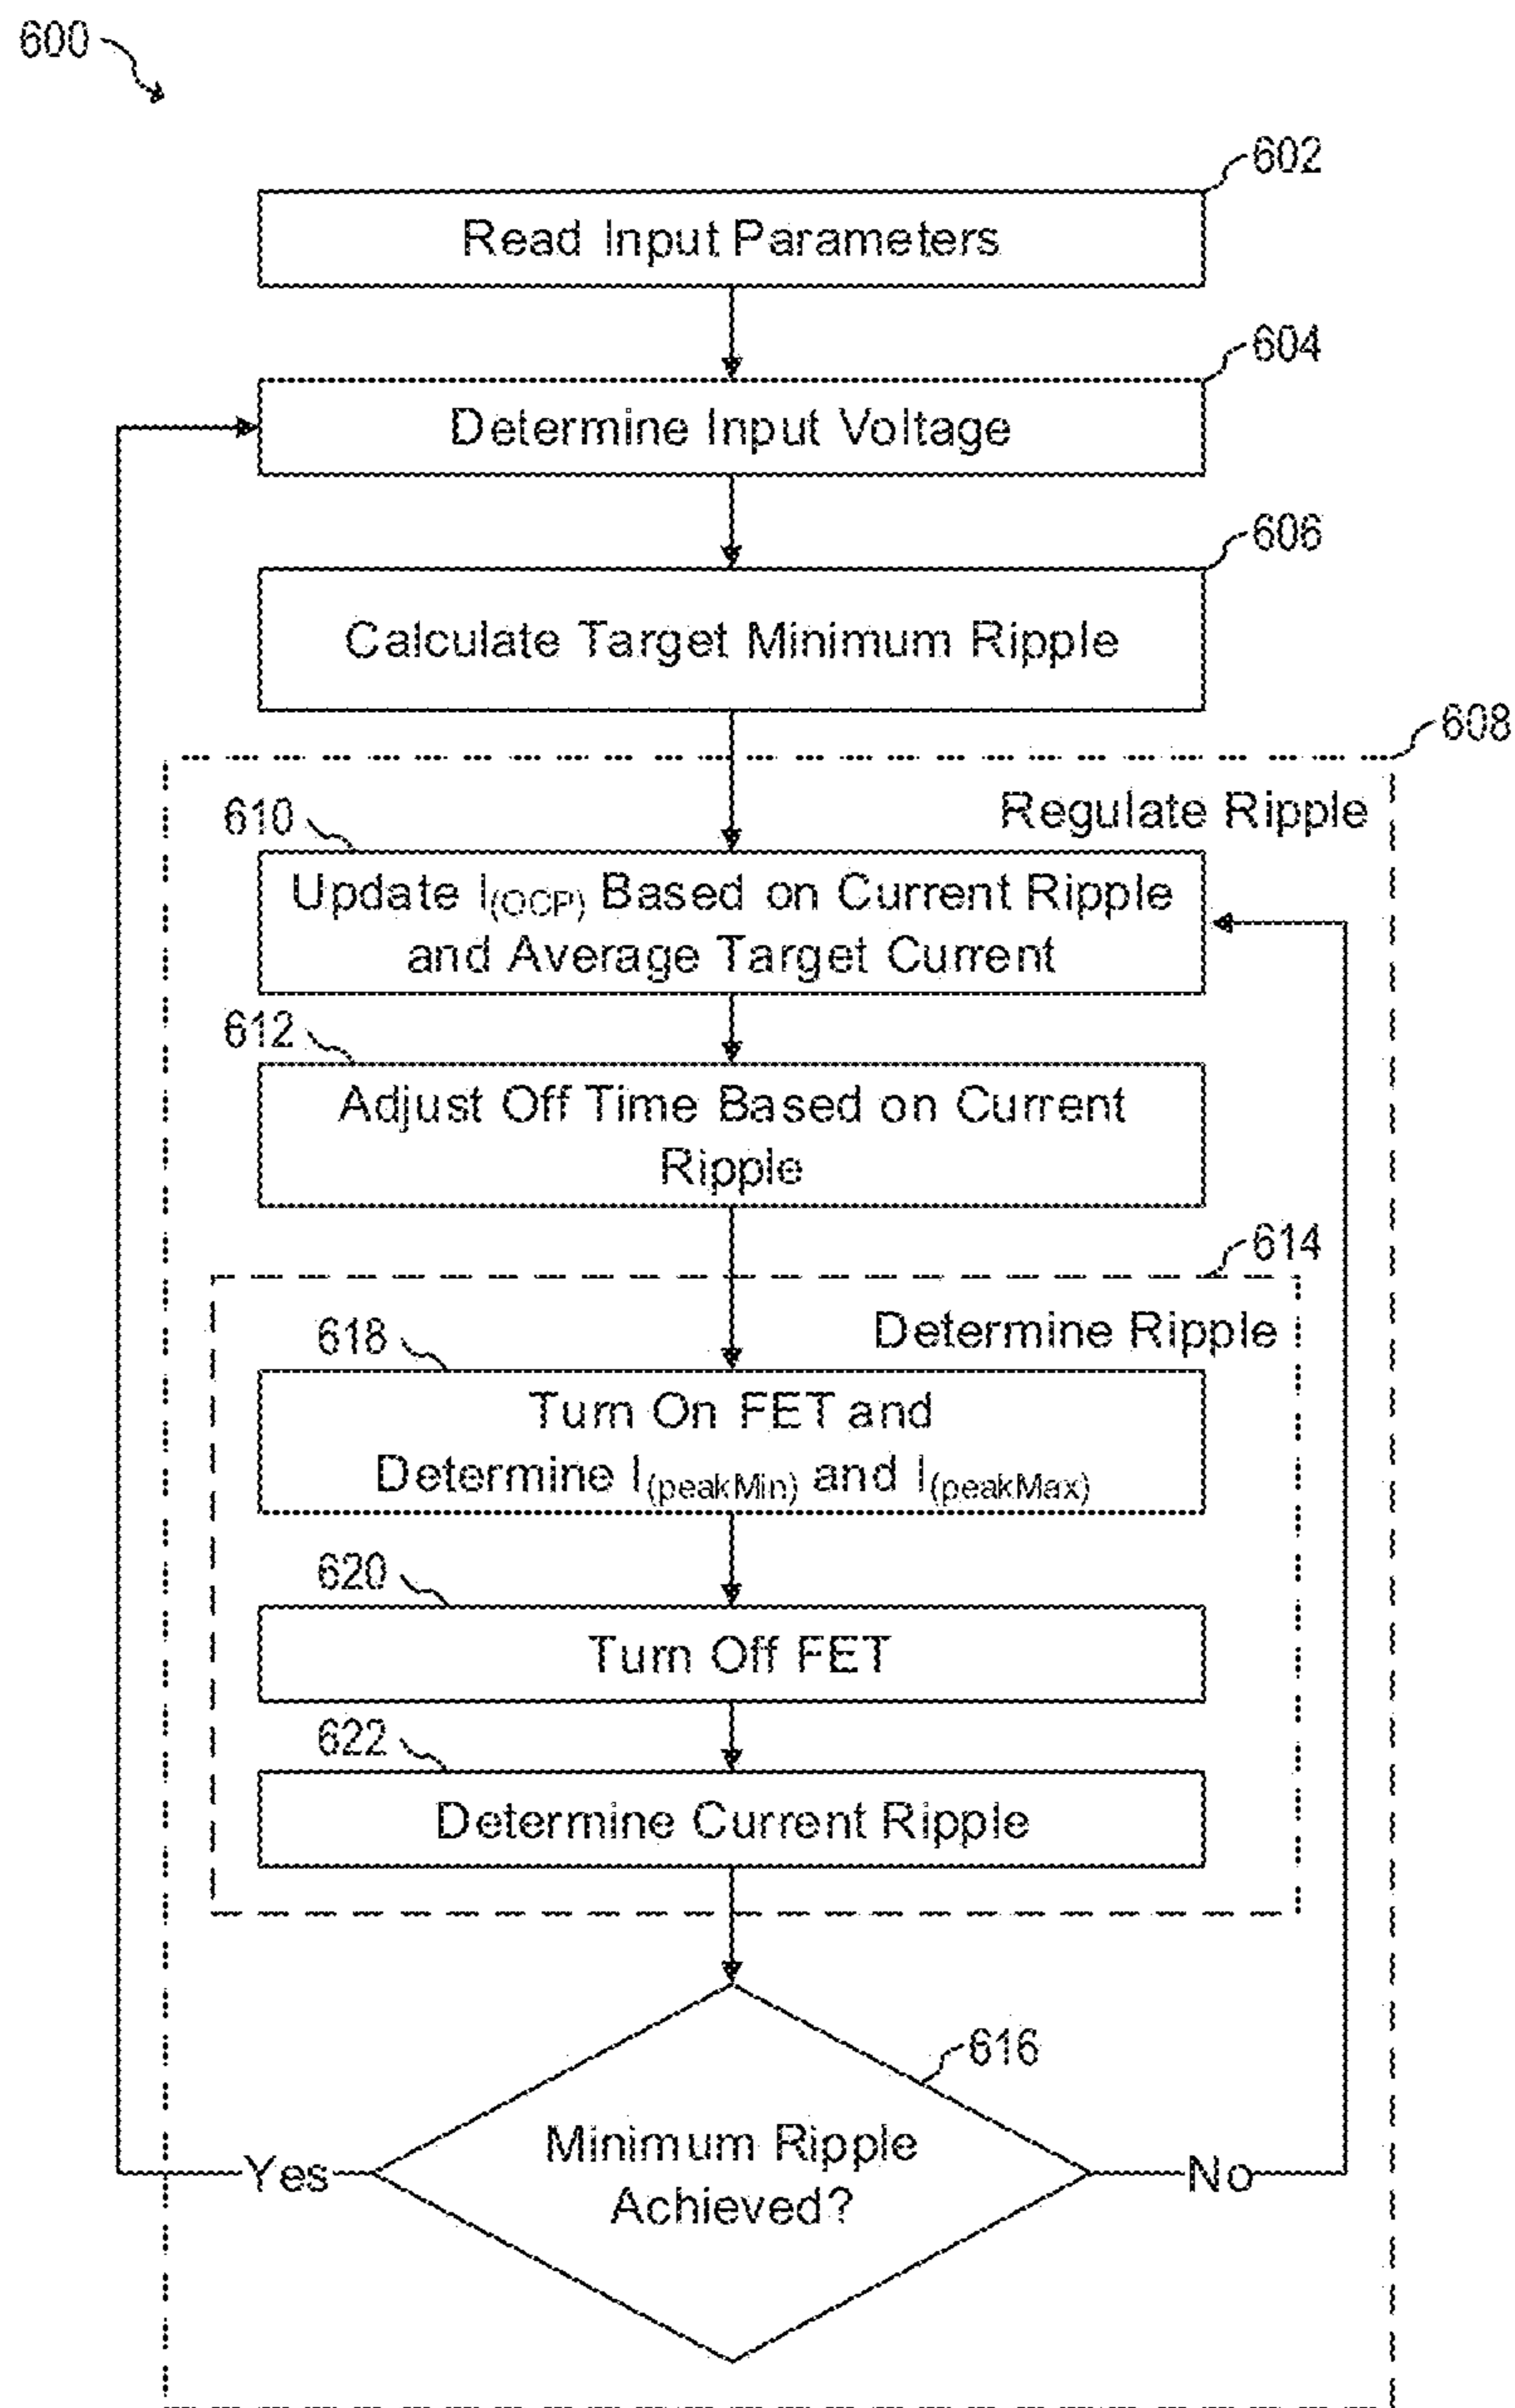 600
602
Read Input Parameters
604
Determine Input Voltage
606
Calculate Target Minimum Ripple
608
Regulate Ripple
610
Update I(OCP) Based on Current Ripple
and Average Target Current
612
Adjust Off Time Based on Current
Ripple
614
Determine Ripple
618
Turn On FET and
Determine I(peakMin) and I(peakMax)
620
Turn Off FET
622
Determine Current Ripple
616
Minimum Ripple
Achieved?
Yes
No